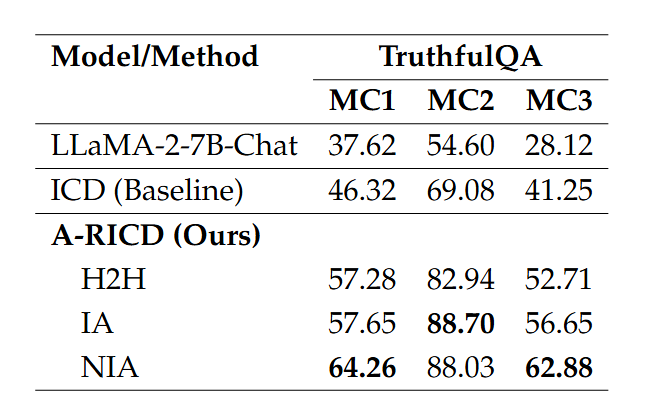 Model/Method TruthfulQA
MC1 MC2 MC3
LLaMA-2-7B-Chat 37.62 54.60 28.12
ICD (Baseline) 46.32 69.08 41.25
A-RICD (Ours)
H2H 57.28 82.94 52.71
IA 57.65 88.70 56.65
NIA 64.26 88.03 62.88